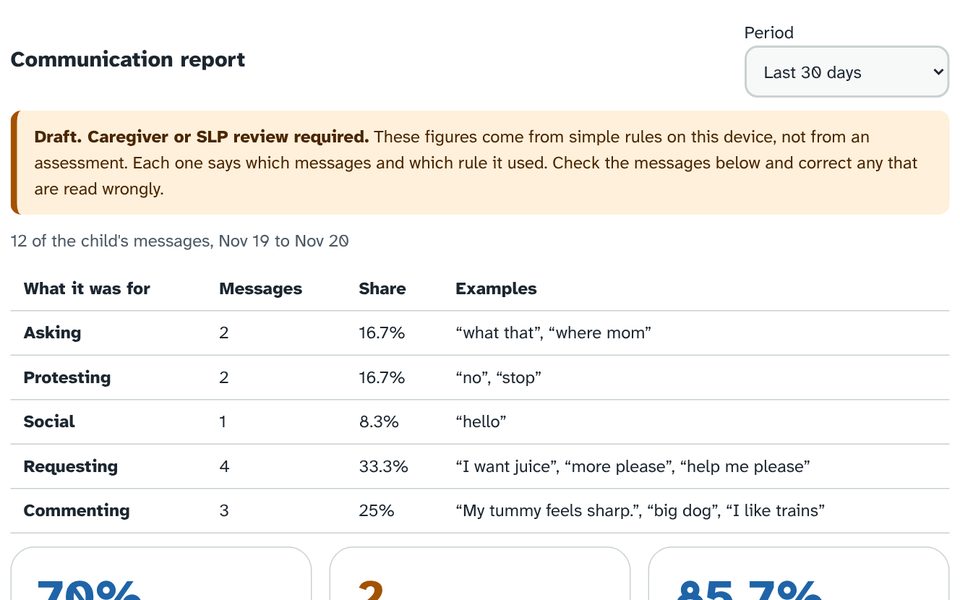 Period
Communication report
Last 30 days
Draft. Caregiver or SLP review required. These figures come from simple rules on this device, not from an
assessment. Each one says which messages and which rule it used. Check the messages below and correct any that
are read wrongly.
12 of the child's messages, Nov 19 to Nov 20
What it was for Messages Share Examples
Asking 2 16.7% “what that”, “where mom”
Protesting 2 16.7% “no”, “stop”
Social 1 8.3% “hello”
Requesting 4 33.3% “I want juice”, “more please”, “help me please”
Commenting 3 25% “My tummy feels sharp.”, “big dog”, “I like trains”
70% 2 85.7%